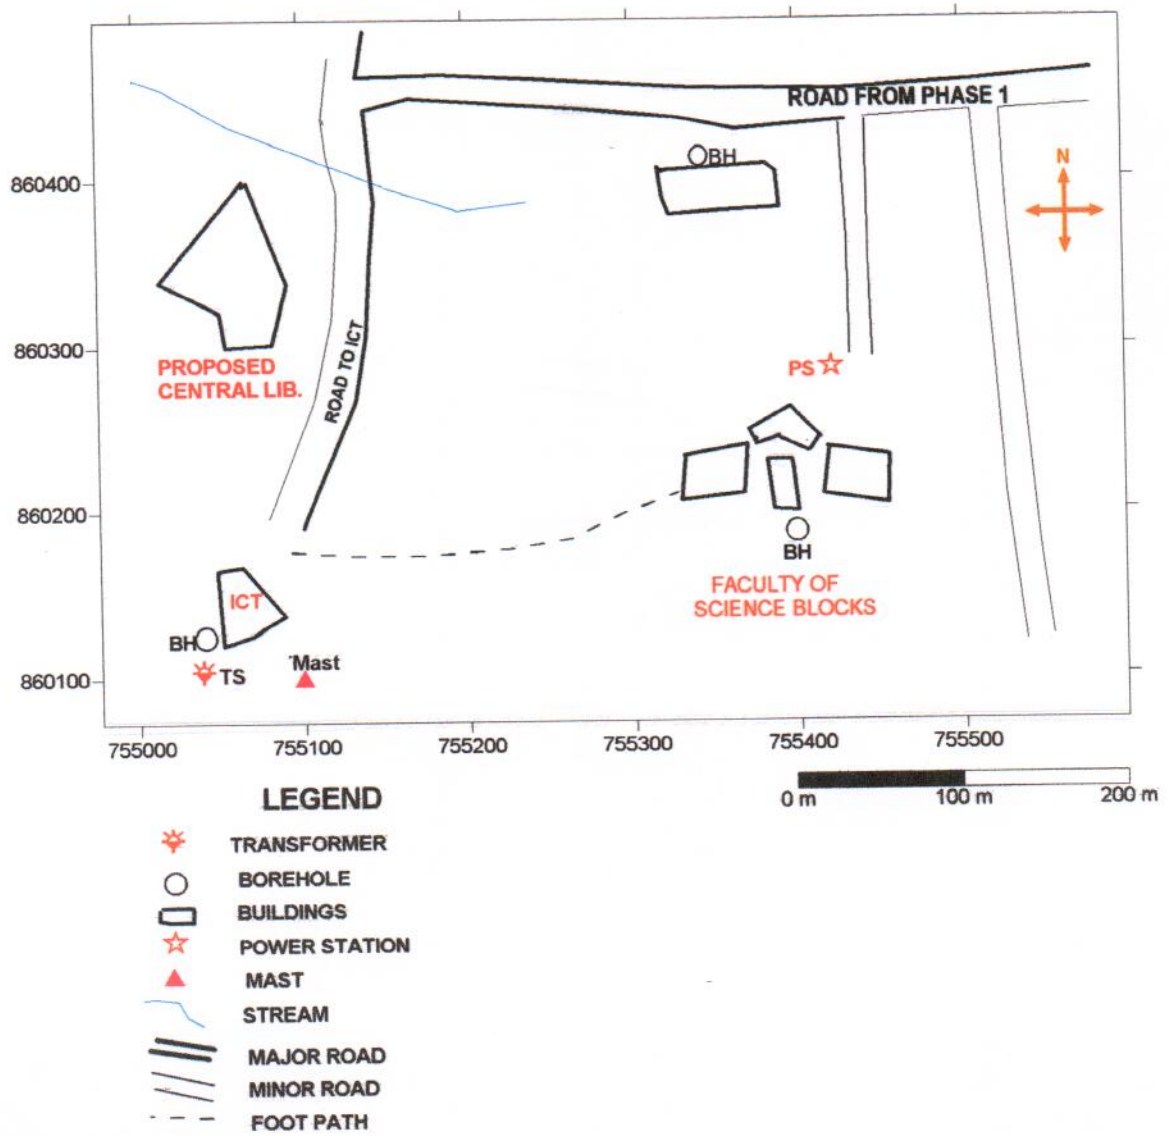 ROAD FROM PHASE 1
BH
N
860400
860300
PROPOSED
CENTRAL LIB.
ROAD TO ICT
PS
860200
BH
FACULTY OF
SCIENCE BLOCKS
ICT
BH
TS
Mast
860100
755000
755100
755200
755300
755400
755500
0 m
100 m
200 m
LEGEND
TRANSFORMER
BOREHOLE
BUILDINGS
POWER STATION
MAST
STREAM
MAJOR ROAD
MINOR ROAD
FOOT PATH